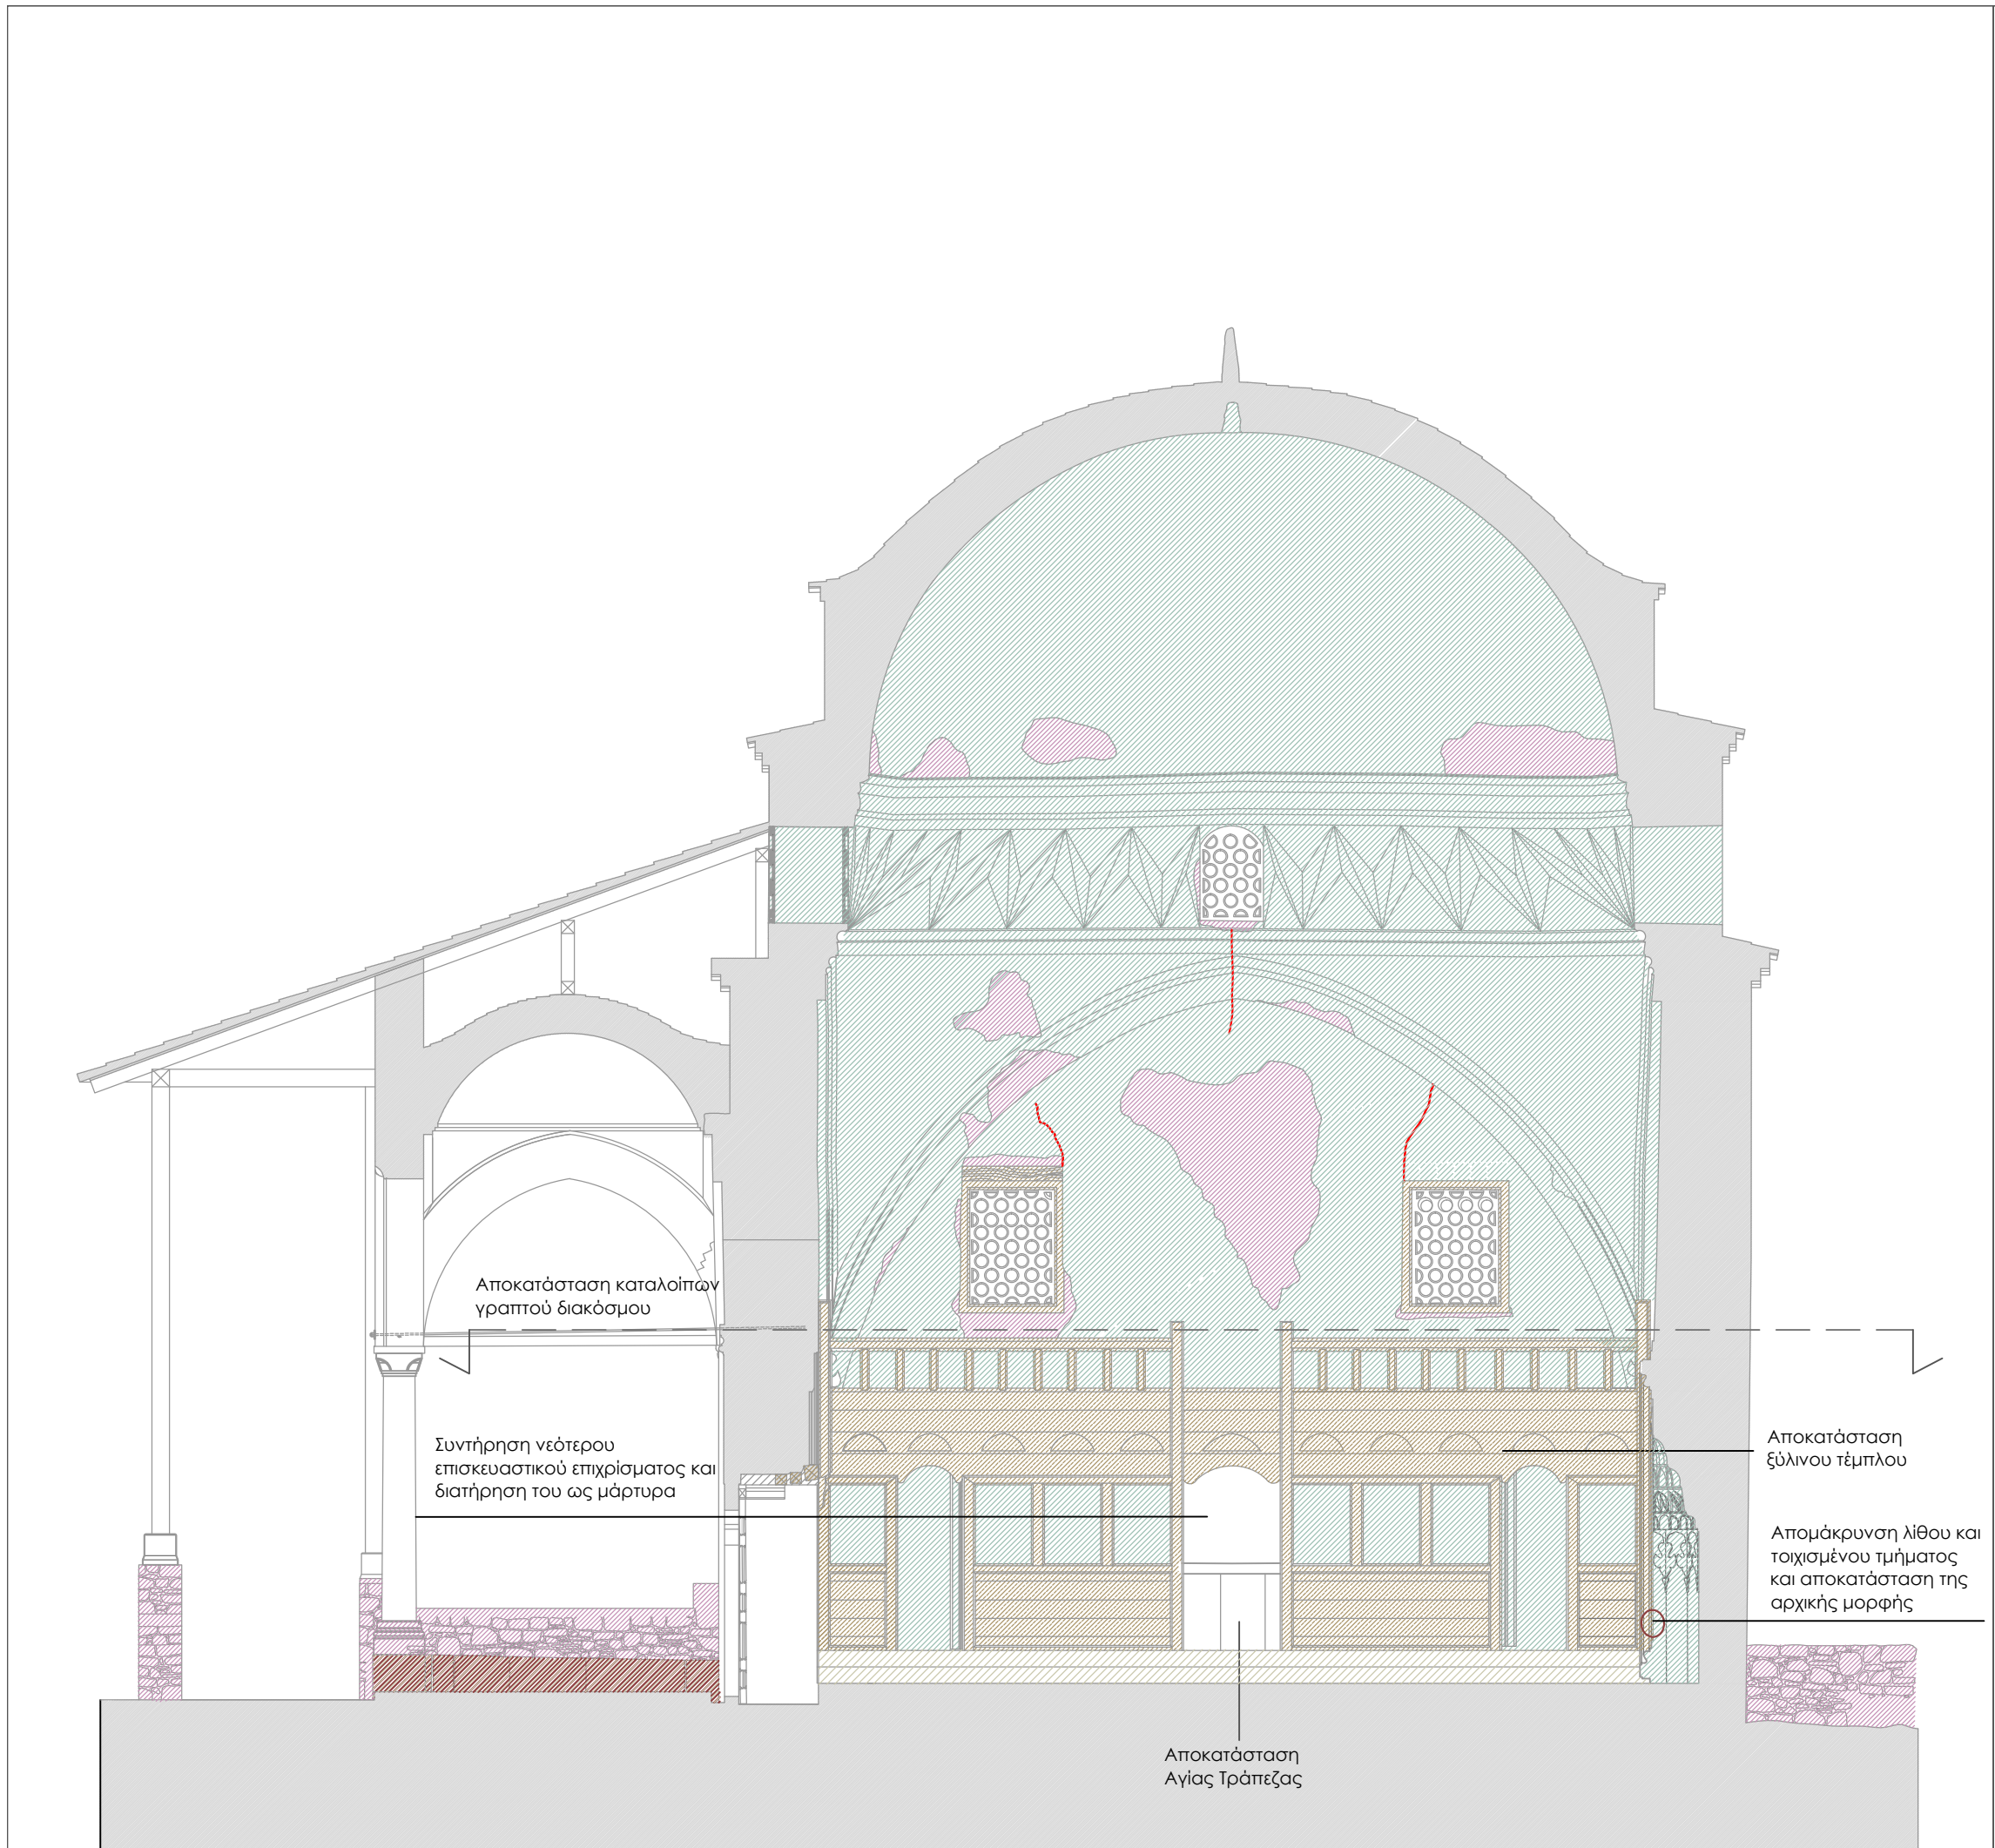 Αποκατάσταση καταλοίπων
γραπτού διακόσμου
Συντήρηση νεότερου
επισκευαστικού επιχρίσματος και
διατήρηση του ως μάρτυρα
Αποκατάσταση
ξύλινου τέμπλου
Απομάκρυνση λίθου και
τοιχισμένου τμήματος
και αποκατάσταση της
αρχικής μορφής
Αποκατάσταση
Αγίας Τράπεζας